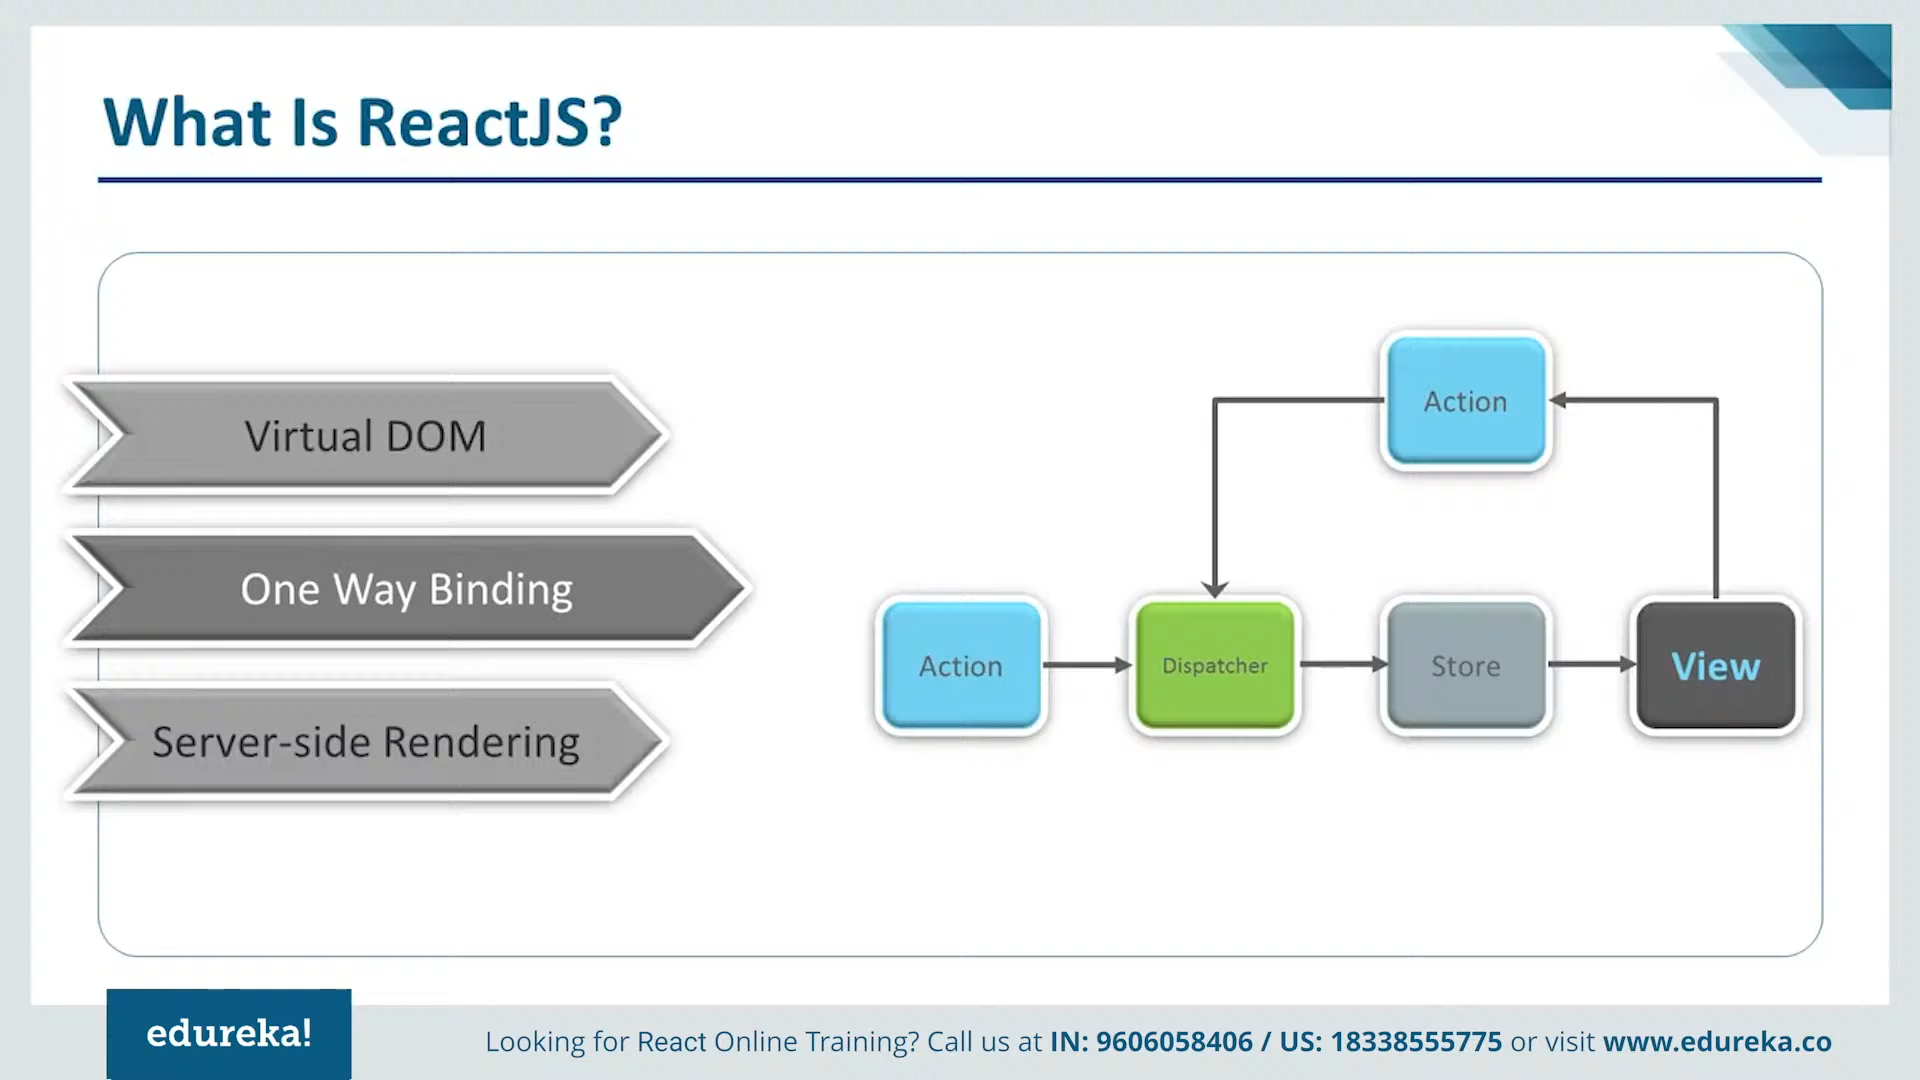 What Is ReactJS?
Virtual DOM
One Way Binding
Server-side Rendering
Action
Action
Dispatcher
Store
View
edureka!
Looking for React Online Training? Call us at IN: 9606058406 / US: 18338555775 or visit www.edureka.co